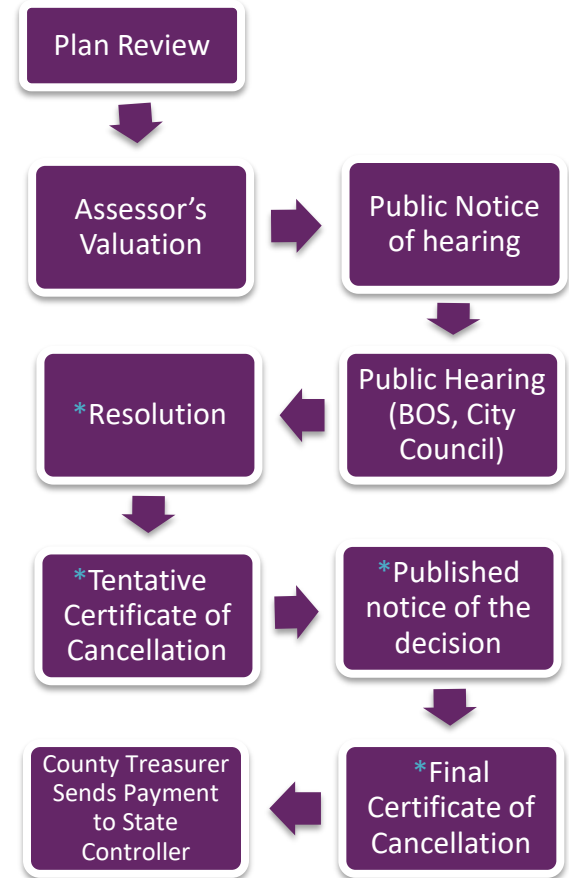 Plan Review
Assessor’s
Valuation
Public Notice
of hearing
Public Hearing
(BOS, City
Council)
*Resolution
*Tentative
Certificate of
Cancellation
*Published
notice of the
decision
*Final
Certificate of
Cancellation
County Treasurer
Sends Payment
to State
Controller